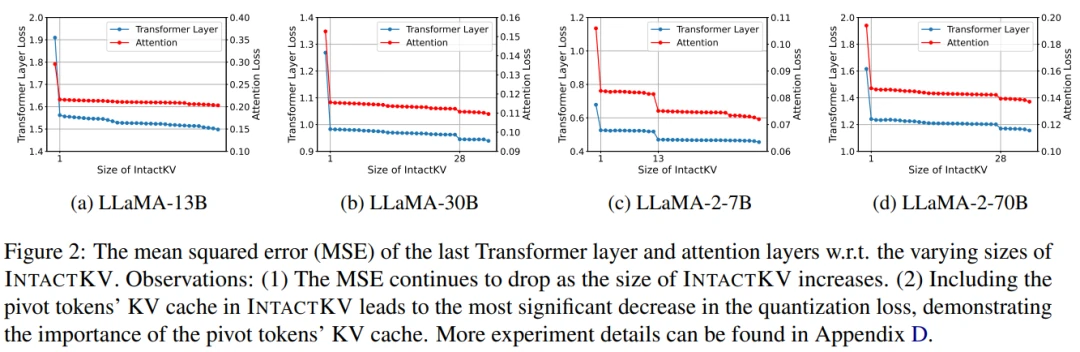 Transformer Layer
Attention
Transformer Layer Loss
2.0
1.9
1.8
1.7
1.6
1.5
1.4
0.40
0.35
0.30
0.25
0.20
0.15
0.10
Attention Loss
1
Size of IntactKV
(a) LLaMA-13B
Transformer Layer
Attention
Transformer Layer Loss
1.4
1.3
1.2
1.1
1.0
0.9
0.16
0.15
0.14
0.13
0.12
0.11
0.10
0.09
Attention Loss
1 28
Size of IntactKV
(b) LLaMA-30B
Transformer Layer
Attention
Transformer Layer Loss
1.2
1.0
0.8
0.6
0.4
0.11
0.10
0.09
0.08
0.07
0.06
Attention Loss
1 13
Size of IntactKV
(c) LLaMA-2-7B
Transformer Layer
Attention
Transformer Layer Loss
2.0
1.8
1.6
1.4
1.2
1.0
0.20
0.18
0.16
0.14
0.12
0.10
Attention Loss
1 28
Size of IntactKV
(d) LLaMA-2-70B
Figure 2: The mean squared error (MSE) of the last Transformer layer and attention layers w.r.t. the varying sizes of
INTACTKV. Observations: (1) The MSE continues to drop as the size of INTACTKV increases. (2) Including the
pivot tokens’ KV cache in INTACTKV leads to the most significant decrease in the quantization loss, demonstrating
the importance of the pivot tokens’ KV cache. More experiment details can be found in Appendix D.